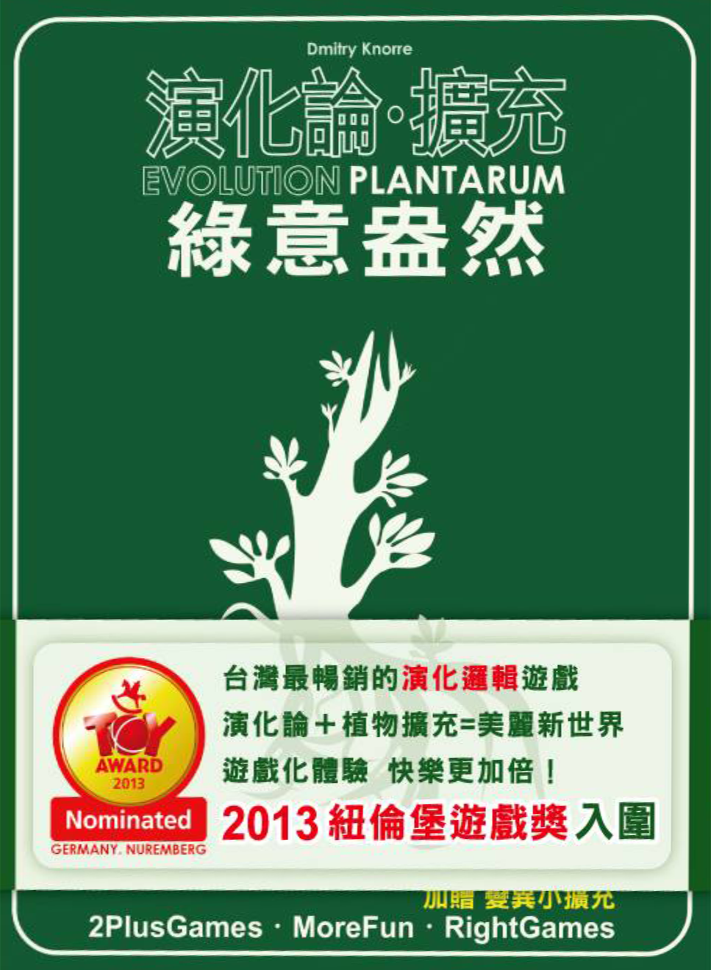 Dmitry Knorre
演化論·擴充
EVOLUTION PLANTARUM
綠意盎然
台灣最暢銷的演化邏輯遊戲
演化論＋植物擴充=美麗新世界
遊戲化體驗 快樂更加倍！
2013 紐倫堡遊戲獎入圍
TOY
AWARD
2013
Nominated
GERMANY. NUREMBERG
加贈 變異小擴充
2PlusGames · MoreFun · RightGames